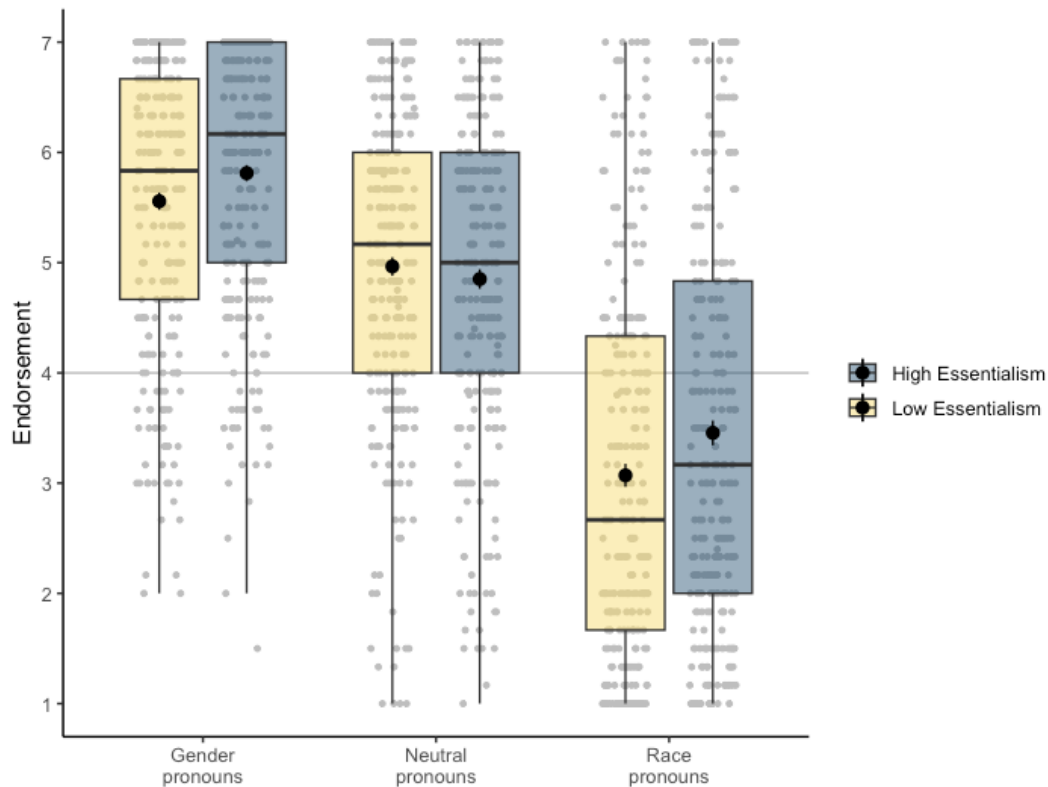 7
6
5
4
3
2
1
Endorsement
Gender
pronouns
Neutral
pronouns
Race
pronouns
High Essentialism
Low Essentialism